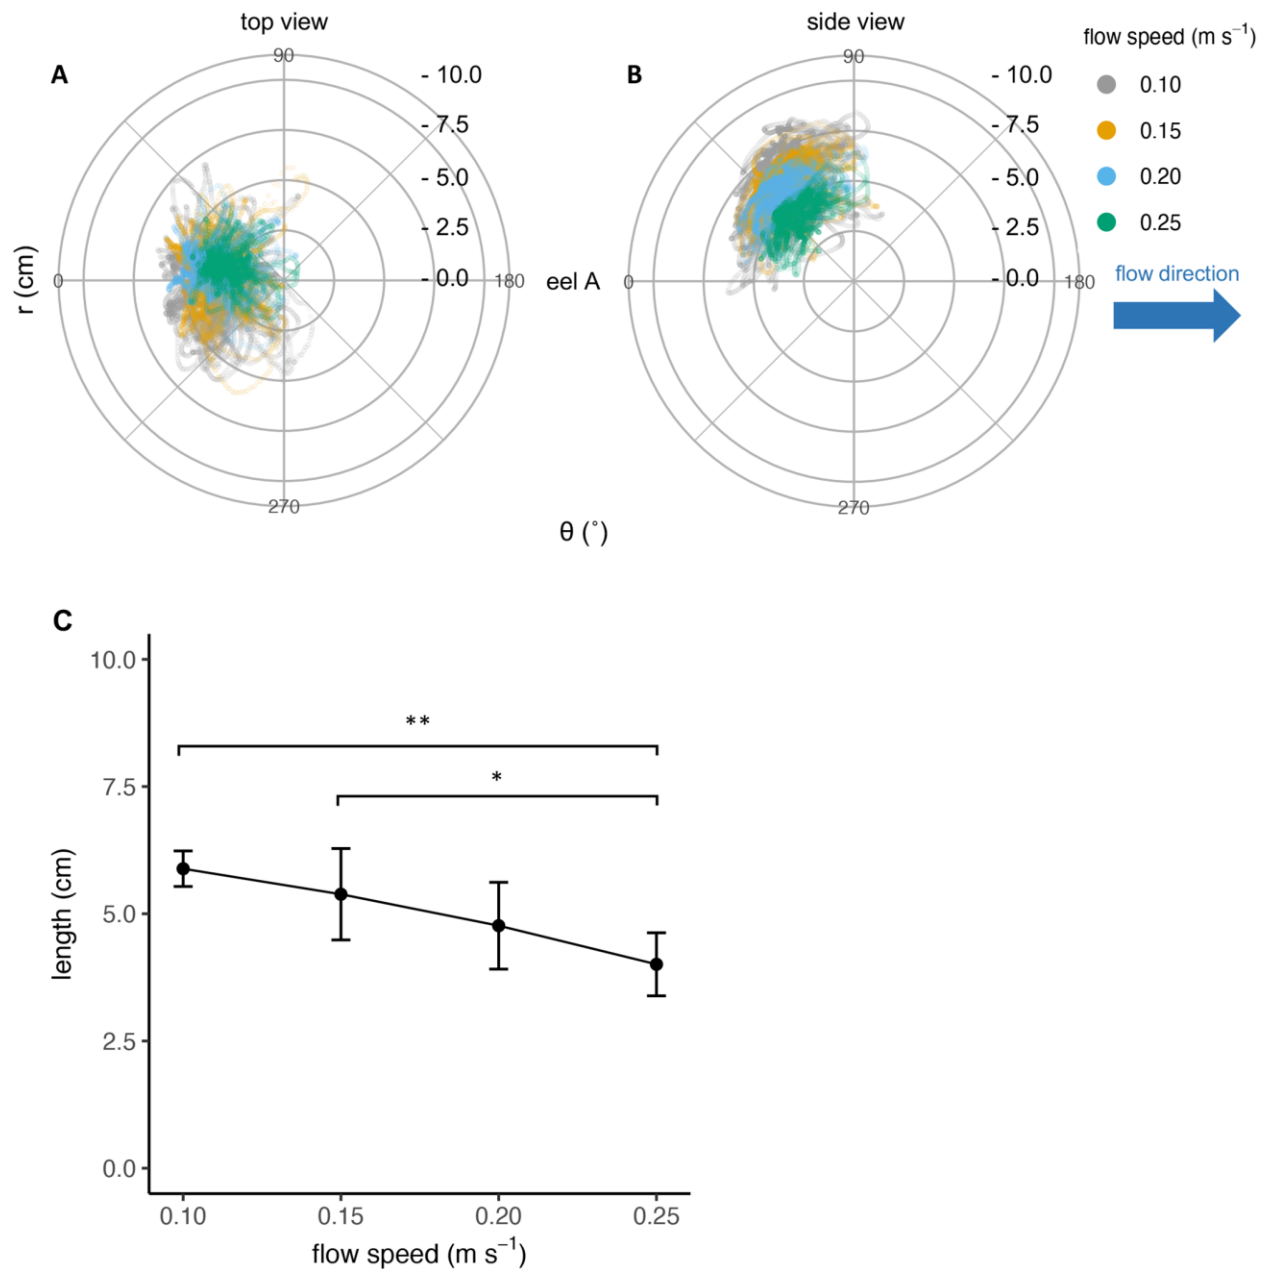 top view
side view
flow speed (m s⁻¹)
A
B
90
90
- 10.0
- 10.0
0.10
- 7.5
- 7.5
0.15
- 5.0
- 5.0
0.20
- 2.5
- 2.5
0.25
r (cm)
0
- 0.0
180
eel A
0
- 0.0
180
flow direction
270
270
θ (˚)
C
10.0
**
7.5
*
length (cm)
5.0
2.5
0.0
0.10
0.15
0.20
0.25
flow speed (m s⁻¹)